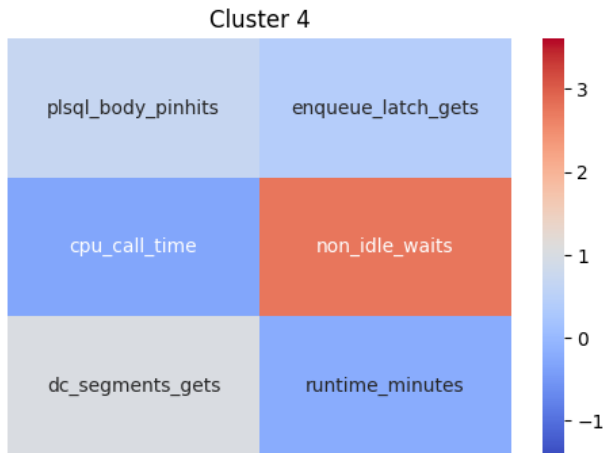 Cluster 4
plsql_body_pinhits enqueue_latch_gets
cpu_call_time non_idle_waits
dc_segments_gets runtime_minutes
3
2
1
0
−1